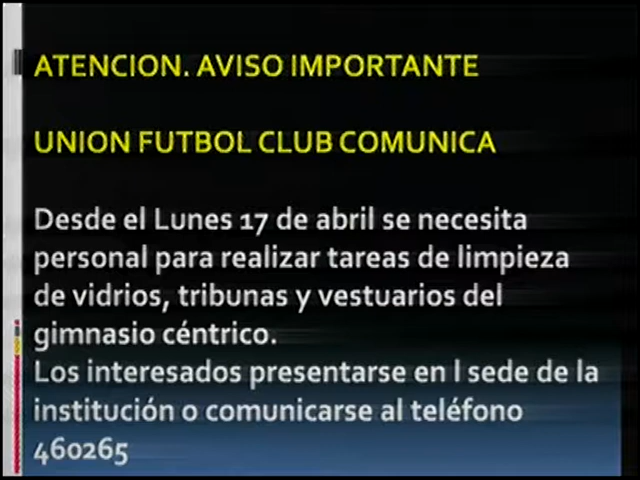 ATENCION. AVISO IMPORTANTE
UNION FUTBOL CLUB COMUNICA
Desde el Lunes 17 de abril se necesita
personal para realizar tareas de limpieza
de vidrios, tribunas y vestuarios del
gimnasio céntrico.
Los interesados presentarse en l sede de la
institución o comunicarse al teléfono
460265